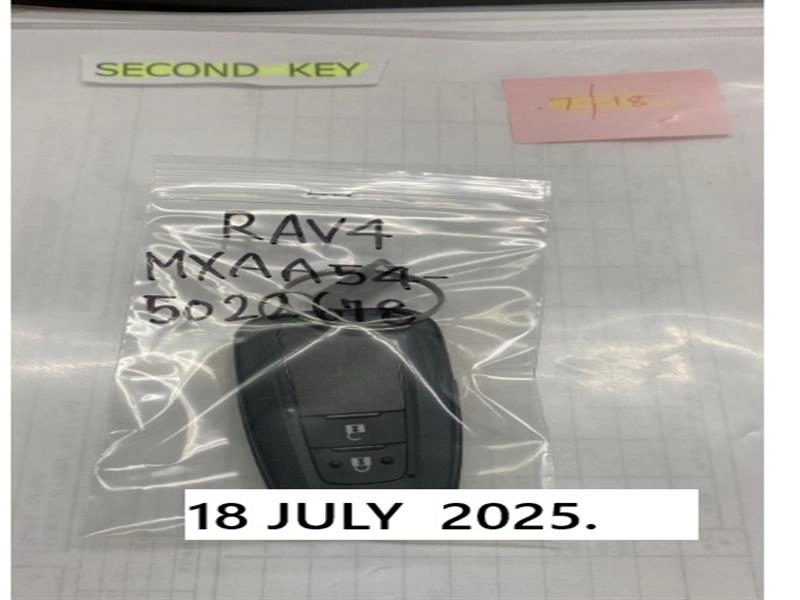 SECOND KEY
7/18
RAV4
MXAA54-
18 JULY 2025.